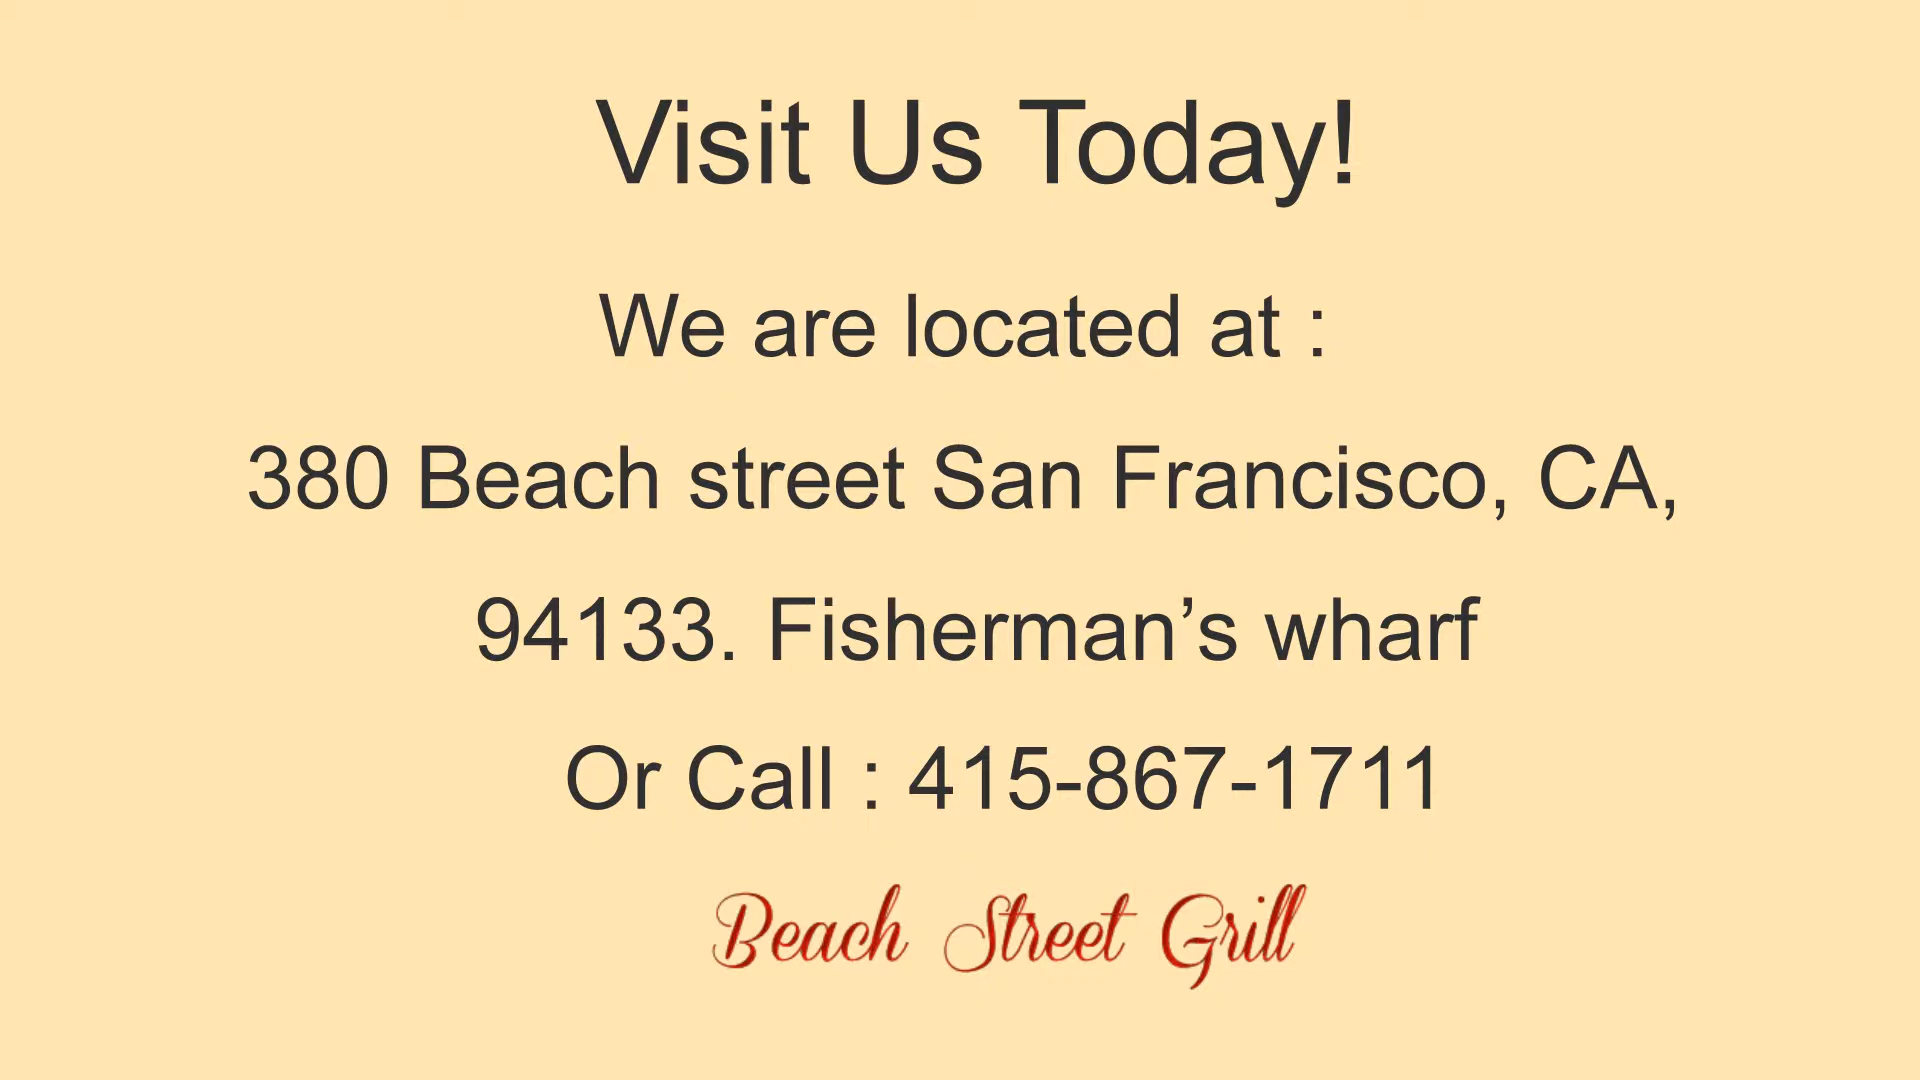 Visit Us Today!
We are located at :
380 Beach street San Francisco, CA,
94133. Fisherman’s wharf
Or Call : 415-867-1711
Beach Street Grill